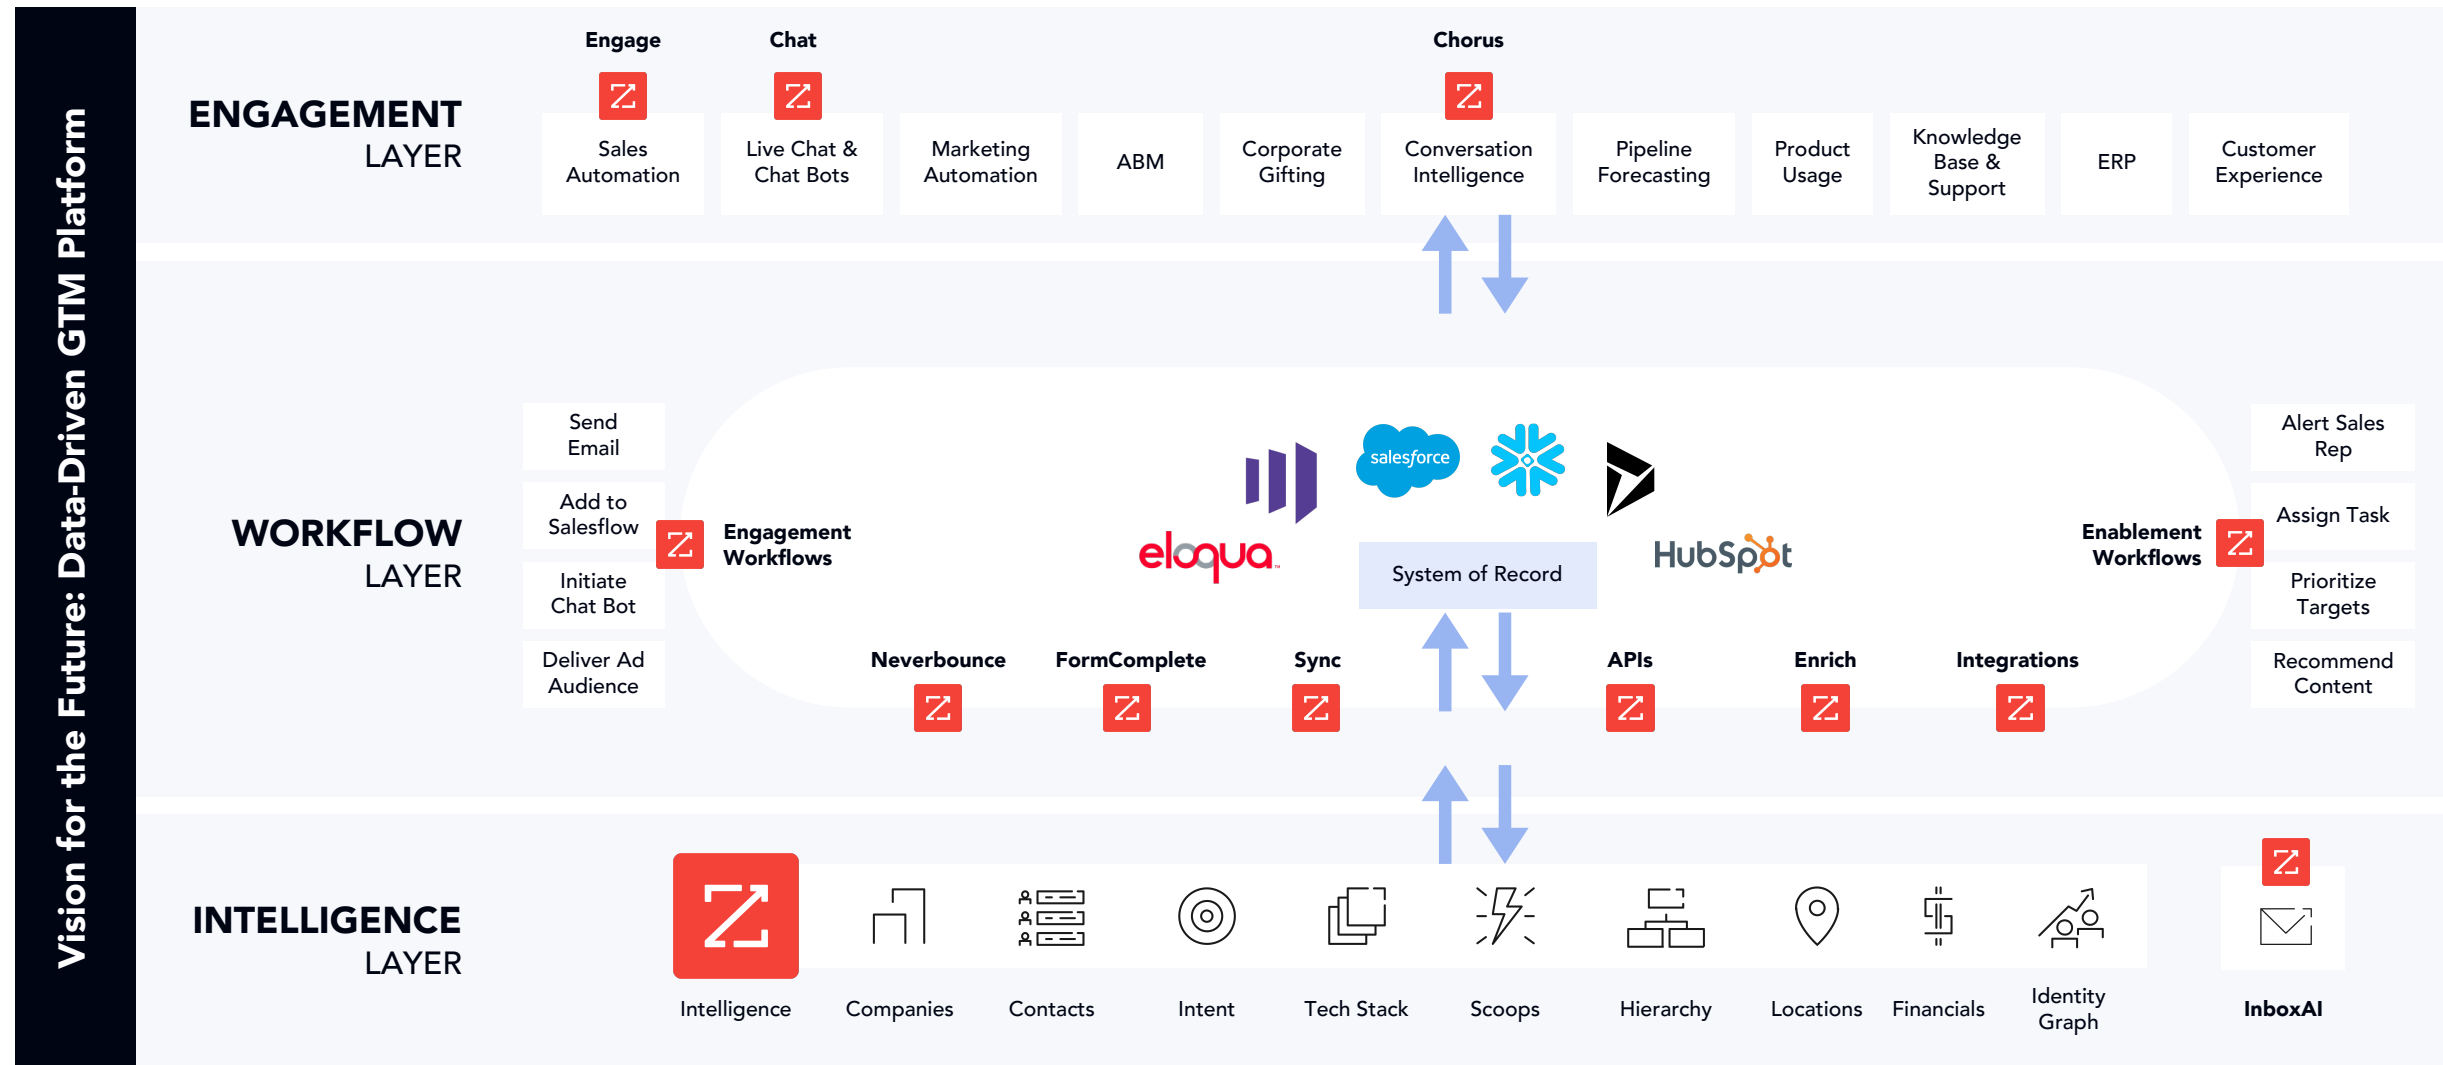 Vision for the Future: Data-Driven GTM Platform
ENGAGEMENT
LAYER
Engage
Chat
Chorus
Sales
Automation
Live Chat &
Chat Bots
Marketing
Automation
ABM
Corporate
Gifting
Conversation
Intelligence
Pipeline
Forecasting
Product
Usage
Knowledge
Base &
Support
ERP
Customer
Experience
WORKFLOW
LAYER
Send
Email
Add to
Salesflow
Initiate
Chat Bot
Deliver Ad
Audience
Engagement
Workflows
salesforce
eloqua
HubSpot
System of Record
Neverbounce
FormComplete
Sync
APIs
Enrich
Integrations
Enablement
Workflows
Alert Sales
Rep
Assign Task
Prioritize
Targets
Recommend
Content
INTELLIGENCE
LAYER
Intelligence
Companies
Contacts
Intent
Tech Stack
Scoops
Hierarchy
Locations
Financials
Identity
Graph
InboxAI